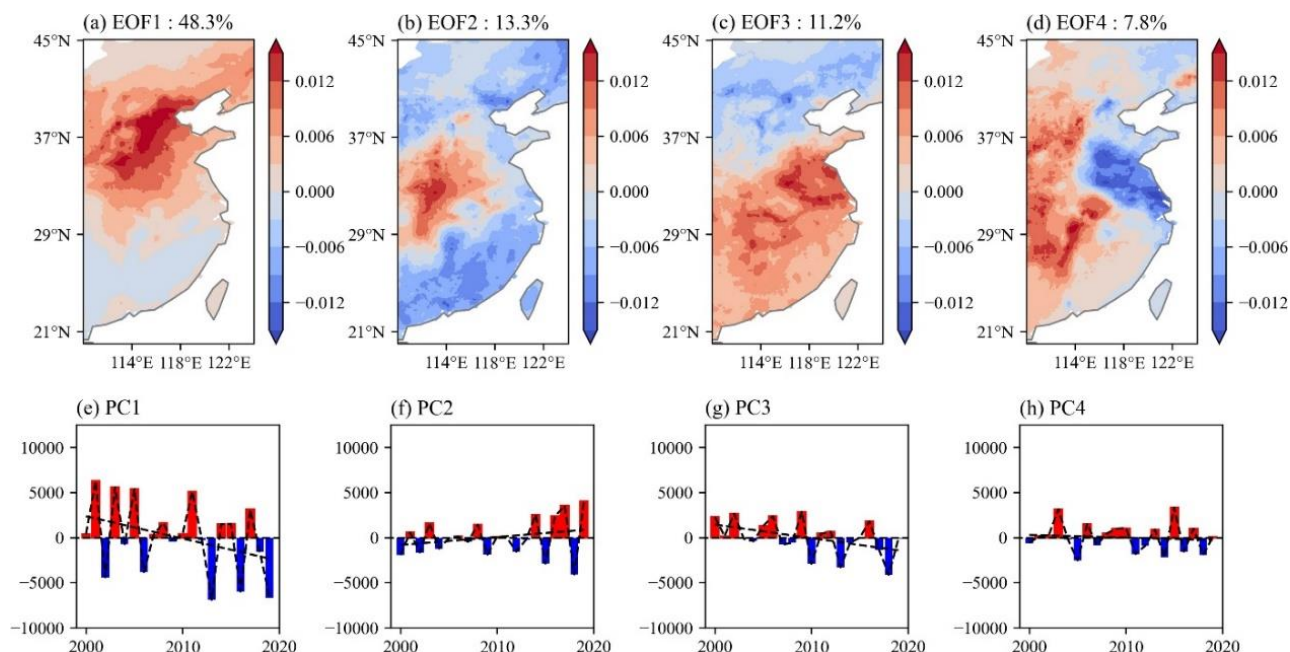 (a) EOF1 : 48.3%
(b) EOF2 : 13.3%
(c) EOF3 : 11.2%
(d) EOF4 : 7.8%
45°N
37°N
29°N
21°N
114°E 118°E 122°E
0.012
0.006
0.000
−0.006
−0.012
45°N
37°N
29°N
21°N
114°E 118°E 122°E
0.012
0.006
0.000
−0.006
−0.012
45°N
37°N
29°N
21°N
114°E 118°E 122°E
0.012
0.006
0.000
−0.006
−0.012
45°N
37°N
29°N
21°N
114°E 118°E 122°E
0.012
0.006
0.000
−0.006
−0.012
(e) PC1
10000
5000
0
−5000
−10000
2000 2010 2020
(f) PC2
10000
5000
0
−5000
−10000
2000 2010 2020
(g) PC3
10000
5000
0
−5000
−10000
2000 2010 2020
(h) PC4
10000
5000
0
−5000
−10000
2000 2010 2020